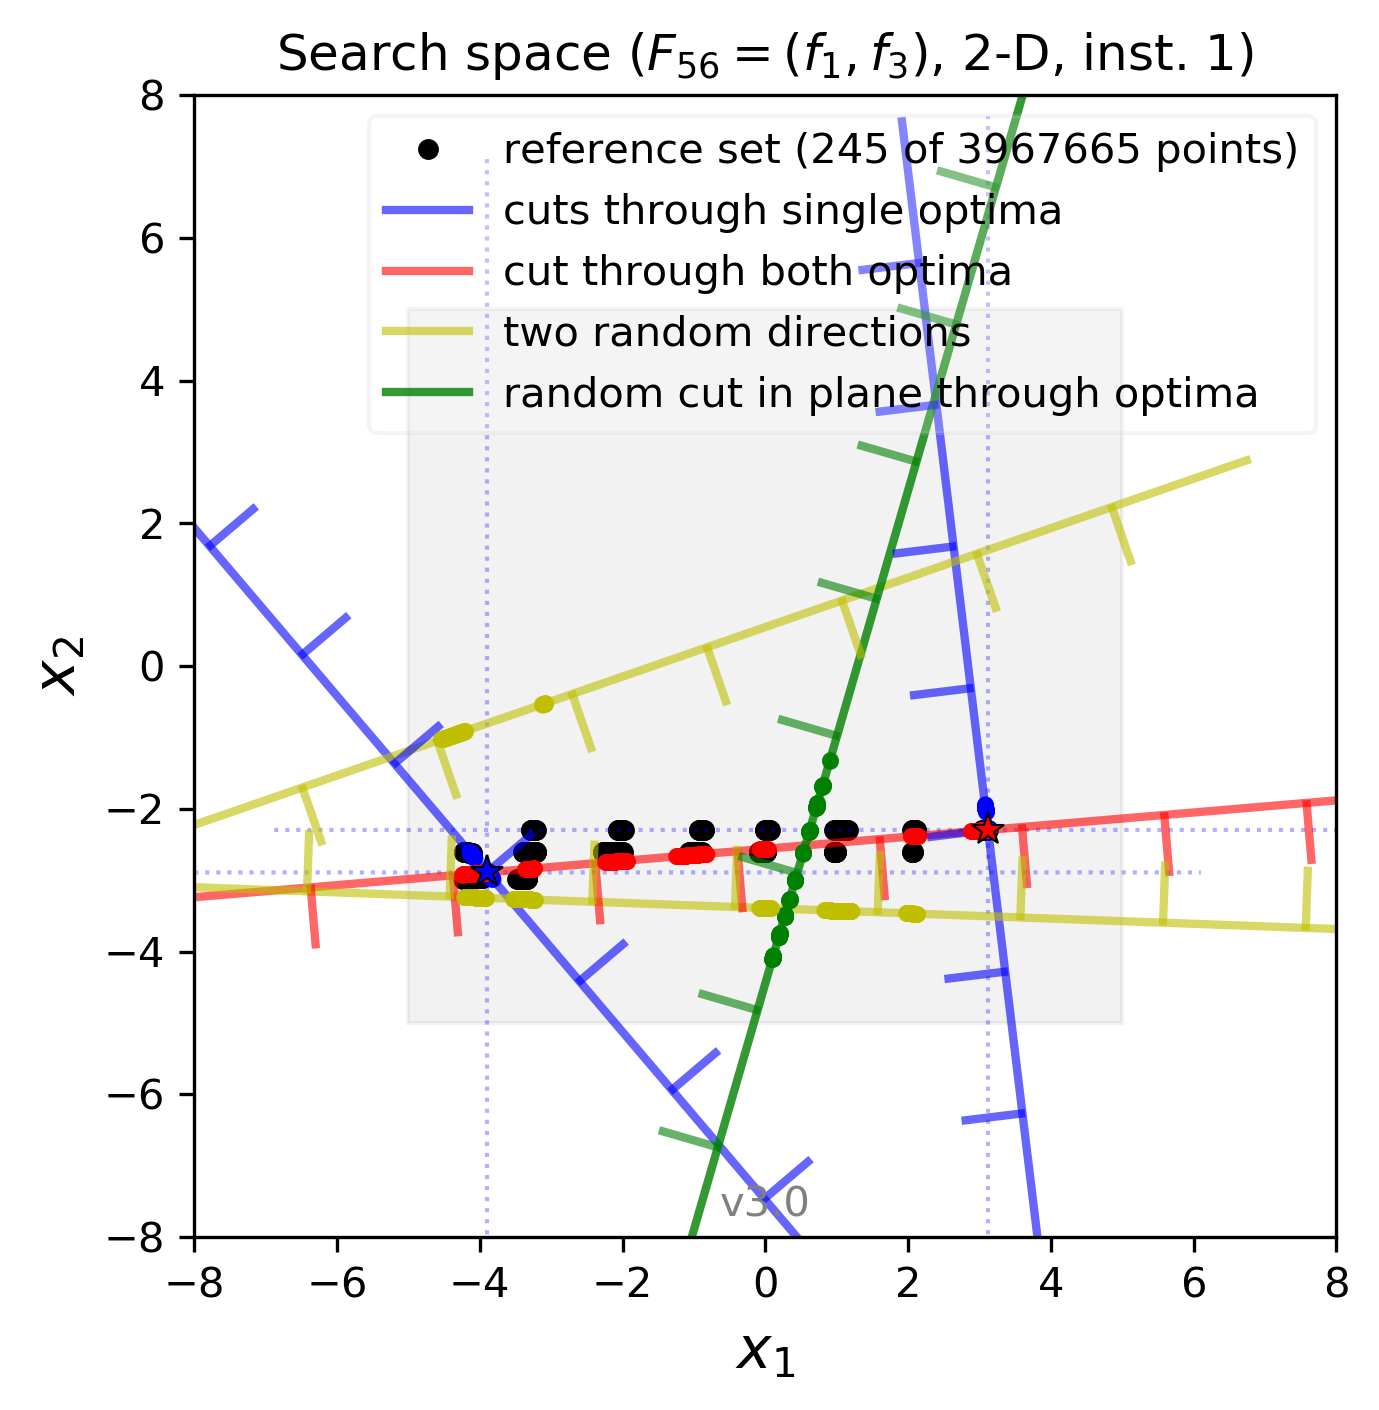 Search space (F₅₆ = (f₁, f₃), 2-D, inst. 1)
reference set (245 of 3967665 points)
cuts through single optima
cut through both optima
two random directions
random cut in plane through optima
8
6
4
2
0
−2
−4
−6
−8
x₂
v3.0
−8 −6 −4 −2 0 2 4 6 8
x₁